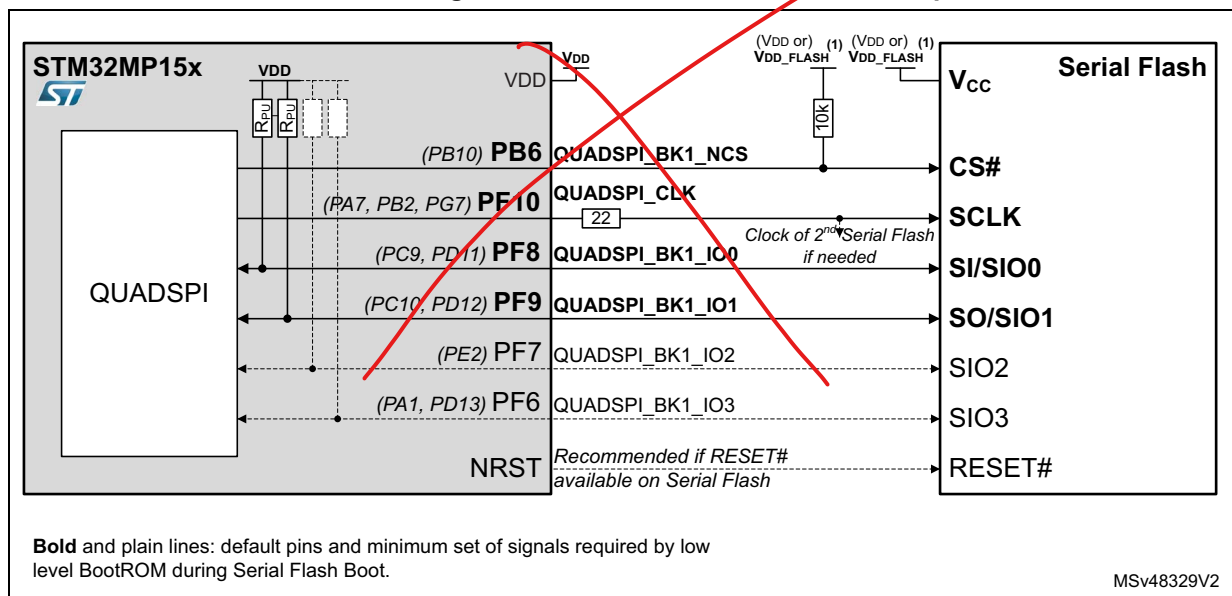 STM32MP15x
ST
VDD
RPU
RPU
VDD
VDD
(VDD or) (1)
VDD_FLASH
(VDD or) (1)
VDD_FLASH
Serial Flash
VCC
10k
(PB10) PB6 QUADSPI_BK1_NCS
CS#
(PA7, PB2, PG7) PF10 QUADSPI_CLK
22
SCLK
Clock of 2nd Serial Flash
if needed
QUADSPI
(PC9, PD11) PF8 QUADSPI_BK1_IO0
SI/SIO0
(PC10, PD12) PF9 QUADSPI_BK1_IO1
SO/SIO1
(PE2) PF7 QUADSPI_BK1_IO2
SIO2
(PA1, PD13) PF6 QUADSPI_BK1_IO3
SIO3
NRST
Recommended if RESET#
available on Serial Flash
RESET#
Bold and plain lines: default pins and minimum set of signals required by low
level BootROM during Serial Flash Boot.
MSv48329V2